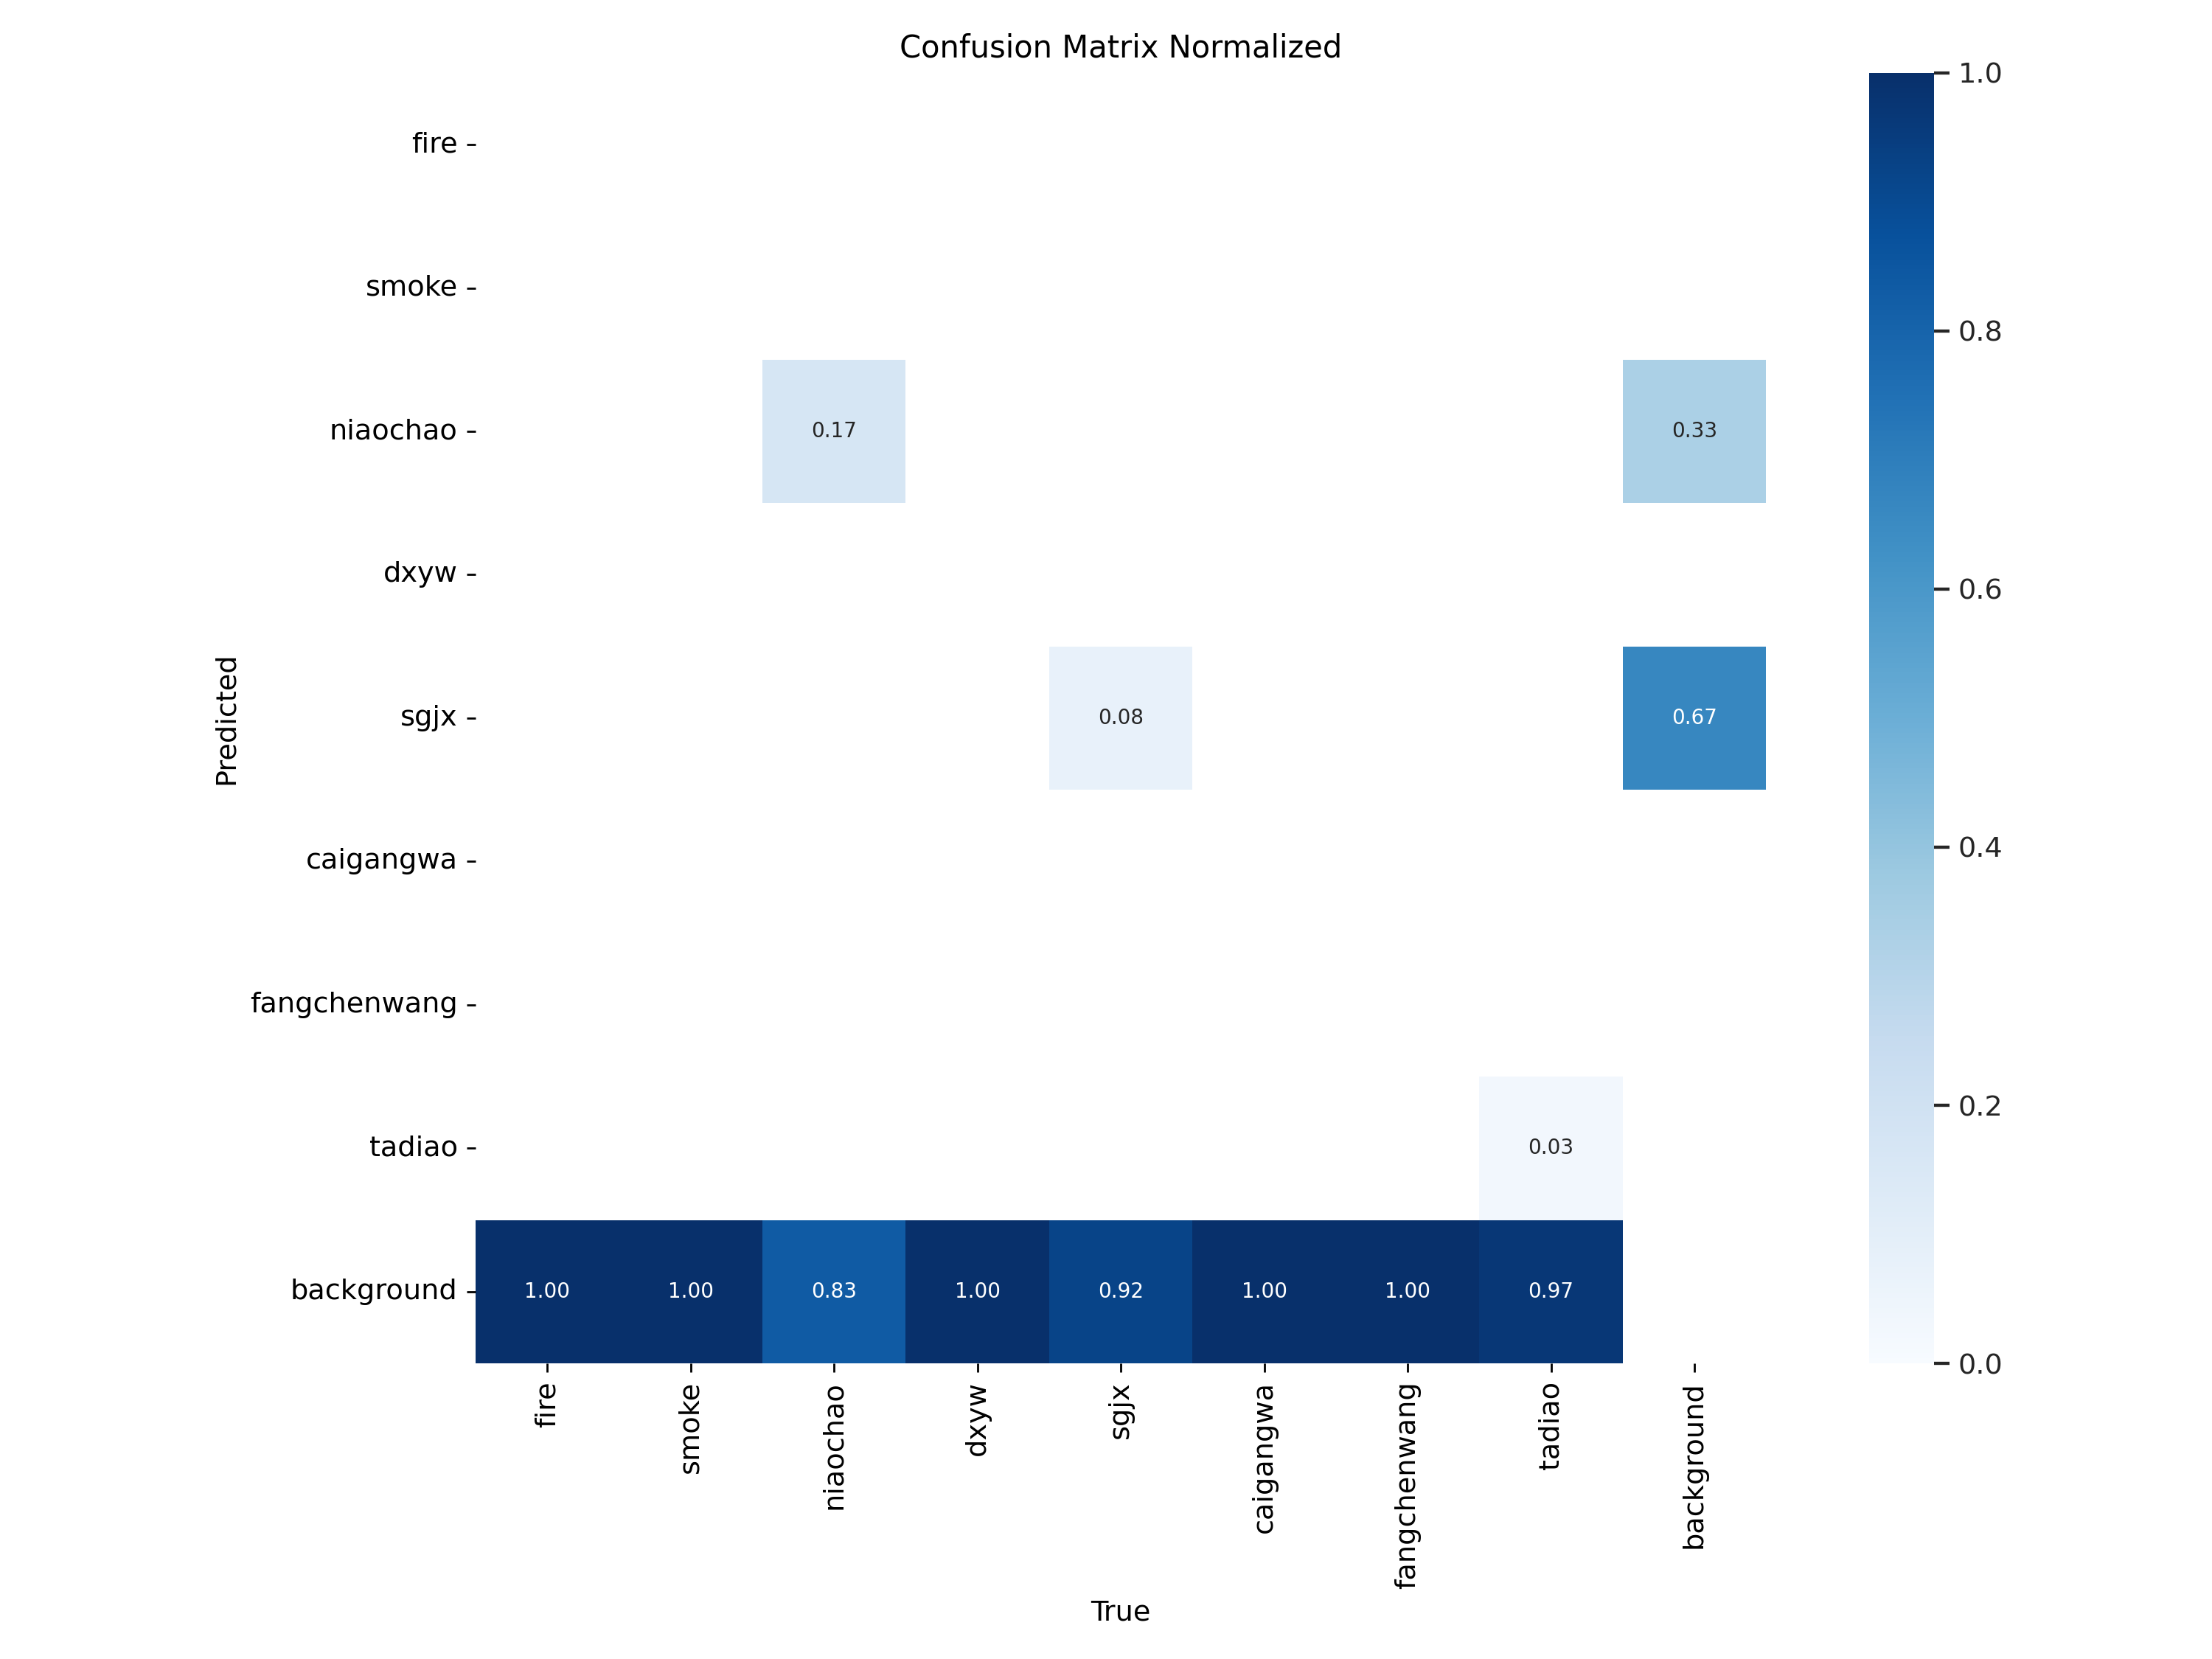 Confusion Matrix Normalized
fire
smoke
niaochao
dxyw
sgjx
caigangwa
fangchenwang
tadiao
background
Predicted
0.17 0.33
0.08 0.67
0.03
1.00 1.00 0.83 1.00 0.92 1.00 1.00 0.97
fire smoke niaochao dxyw sgjx caigangwa fangchenwang tadiao background
True
1.0
0.8
0.6
0.4
0.2
0.0